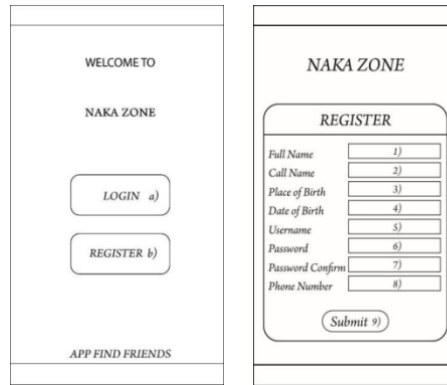 WELCOME TO
NAKA ZONE
LOGIN a)
REGISTER b)
APP FIND FRIENDS
NAKA ZONE
REGISTER
Full Name 1)
Call Name 2)
Place of Birth 3)
Date of Birth 4)
Username 5)
Password 6)
Password Confirm 7)
Phone Number 8)
Submit 9)